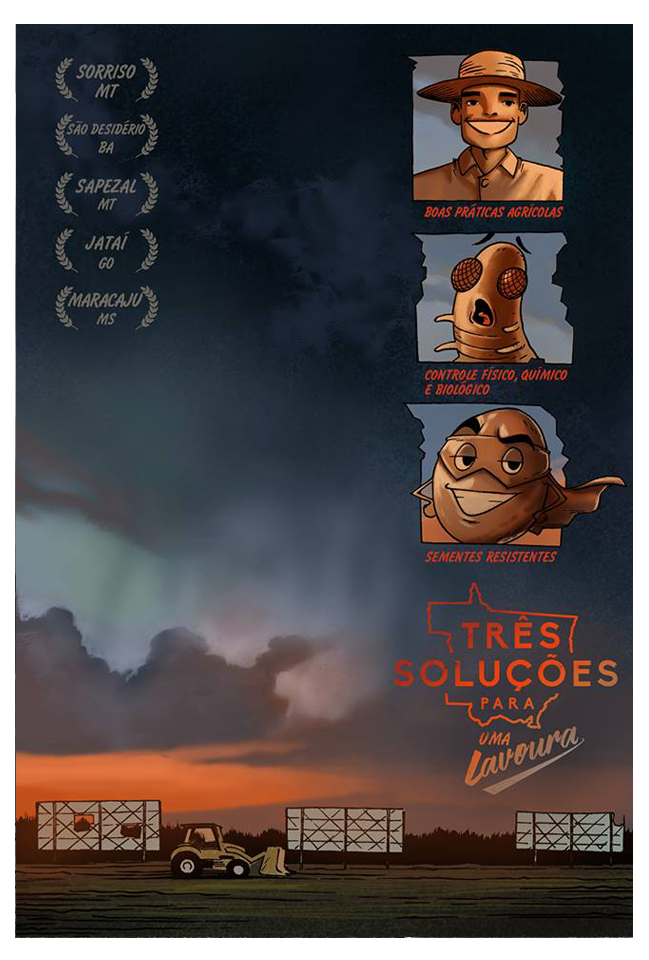 SORRISO
MT
SÃO DESIDÉRIO
BA
SAPEZAL
MT
JATAÍ
GO
MARACAJU
MS
BOAS PRÁTICAS AGRÍCOLAS
CONTROLE FÍSICO, QUÍMICO
E BIOLÓGICO
SEMENTES RESISTENTES
TRÊS
SOLUÇÕES
PARA
UMA
Lavoura